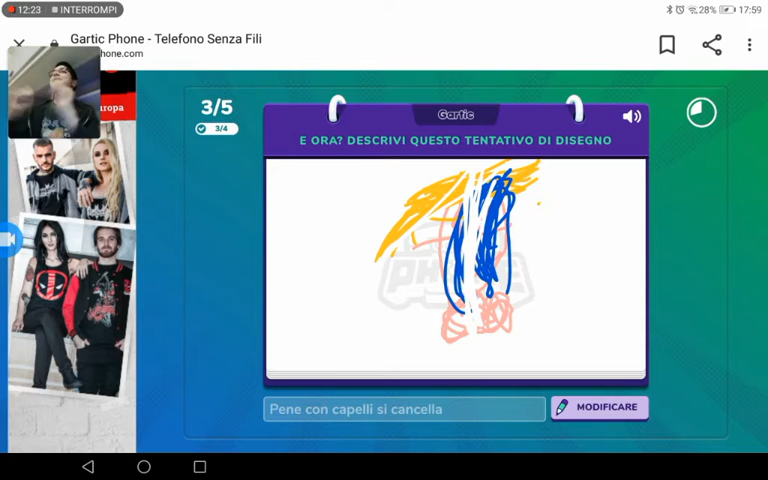 12:23 INTERROMPI
28% 17:59
Gartic Phone - Telefono Senza Fili
hone.com
uropa
3/5
3/4
Gartic
E ORA? DESCRIVI QUESTO TENTATIVO DI DISEGNO
PHONE
Pene con capelli si cancella
MODIFICARE